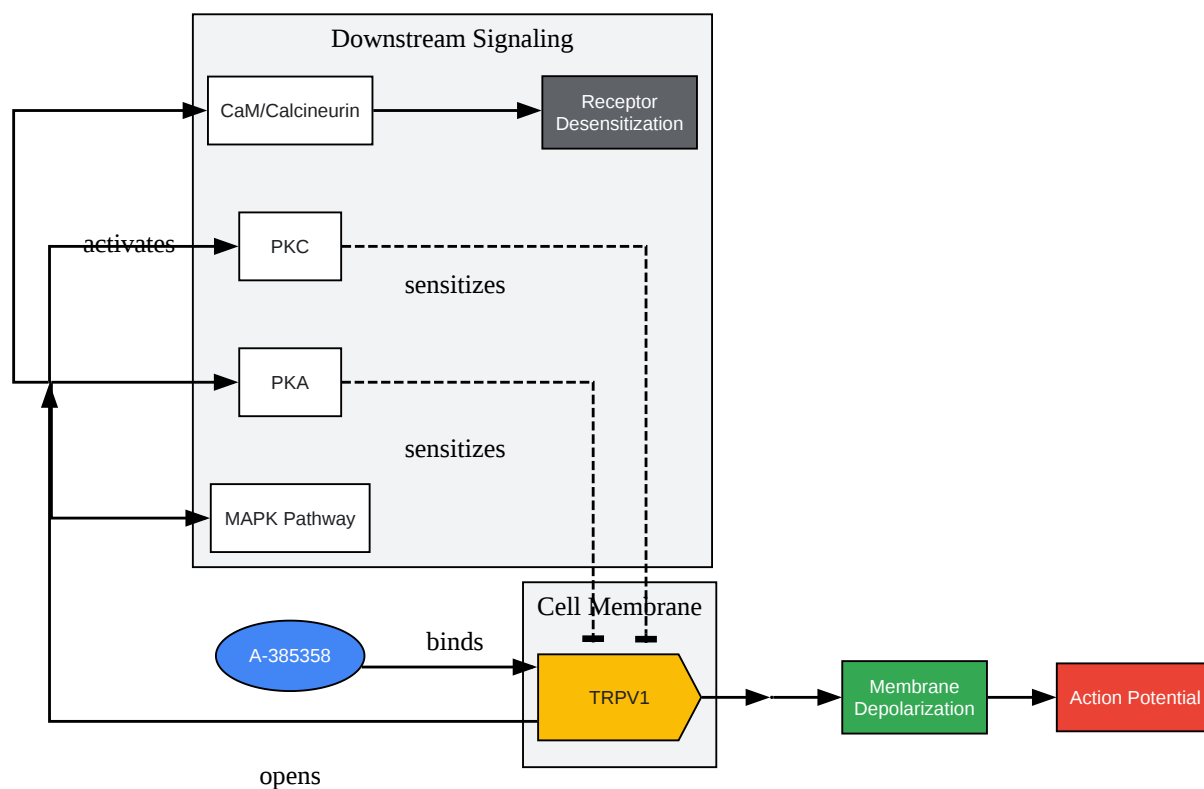 Downstream Signaling
CaM/Calcineurin
Receptor
Desensitization
activates
PKC
sensitizes
PKA
sensitizes
MAPK Pathway
Cell Membrane
A-385358
binds
TRPV1
Membrane
Depolarization
Action Potential
opens